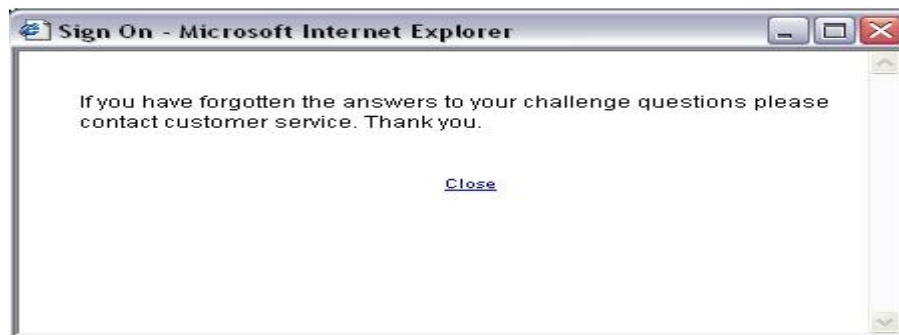 Sign On - Microsoft Internet Explorer
If you have forgotten the answers to your challenge questions please
contact customer service. Thank you.
Close